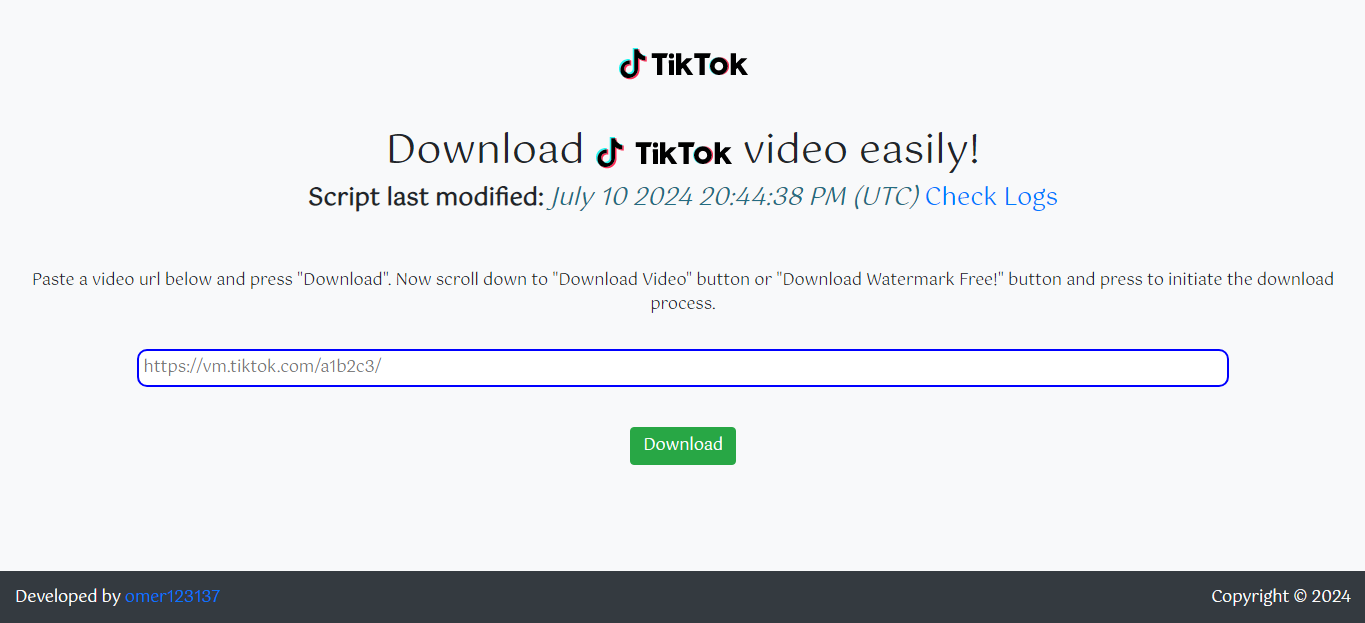 TikTok
Download TikTok video easily!
Script last modified: July 10 2024 20:44:38 PM (UTC) Check Logs
Paste a video url below and press "Download". Now scroll down to "Download Video" button or "Download Watermark Free!" button and press to initiate the download
process.
https://vm.tiktok.com/a1b2c3/
Download
Developed by omer123137 Copyright © 2024